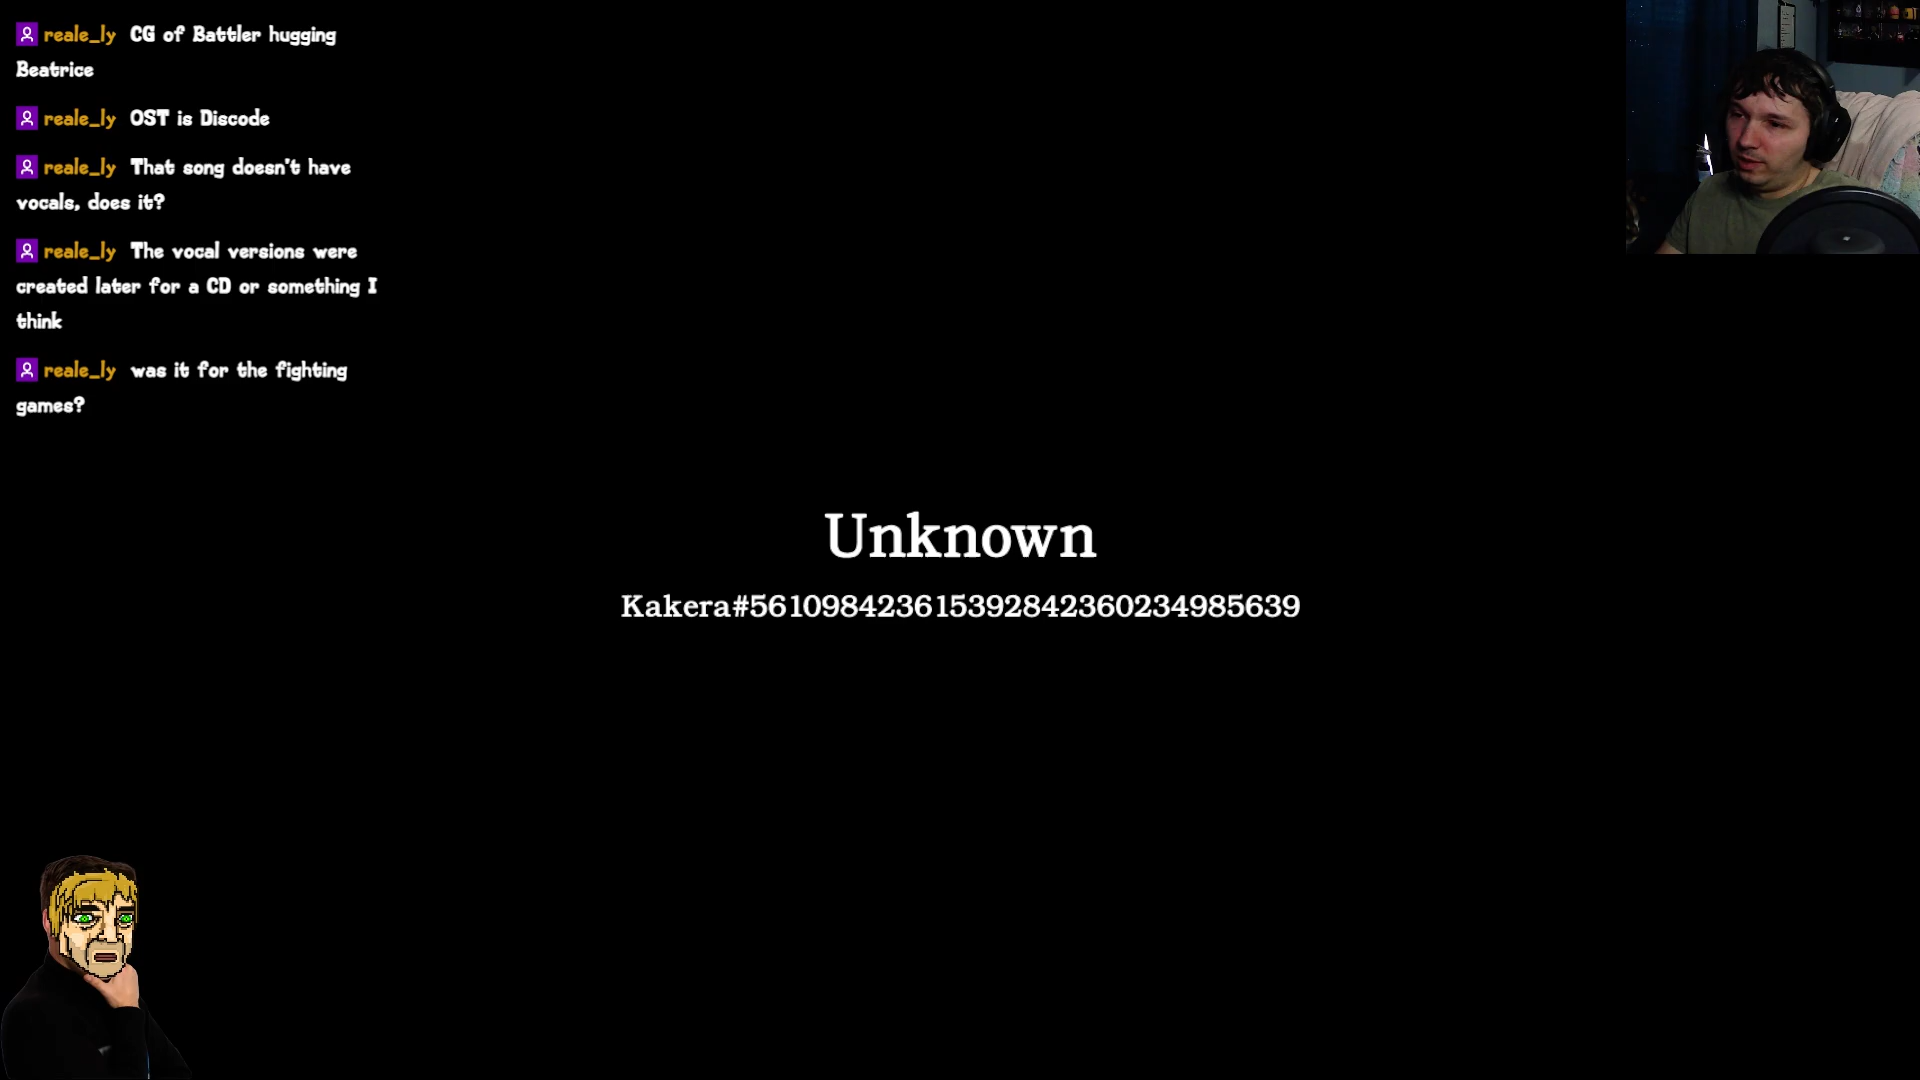 reale_ly CG of Battler hugging
Beatrice
reale_ly OST is Discode
reale_ly That song doesn't have
vocals, does it?
reale_ly The vocal versions were
created later for a CD or something I
think
reale_ly was it for the fighting
games?
Unknown
Kakera#561098423615392842360234985639